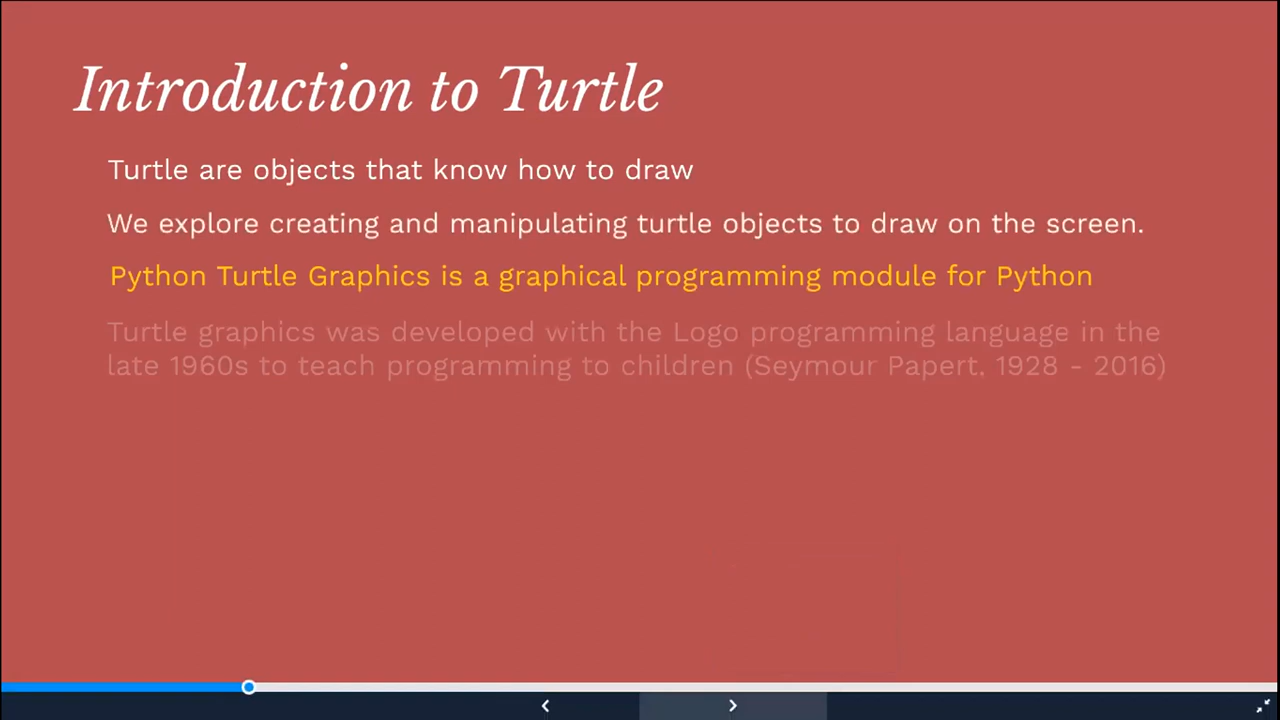 Introduction to Turtle
Turtle are objects that know how to draw
We explore creating and manipulating turtle objects to draw on the screen.
Python Turtle Graphics is a graphical programming module for Python
Turtle graphics was developed with the Logo programming language in the
late 1960s to teach programming to children (Seymour Papert, 1928 - 2016)